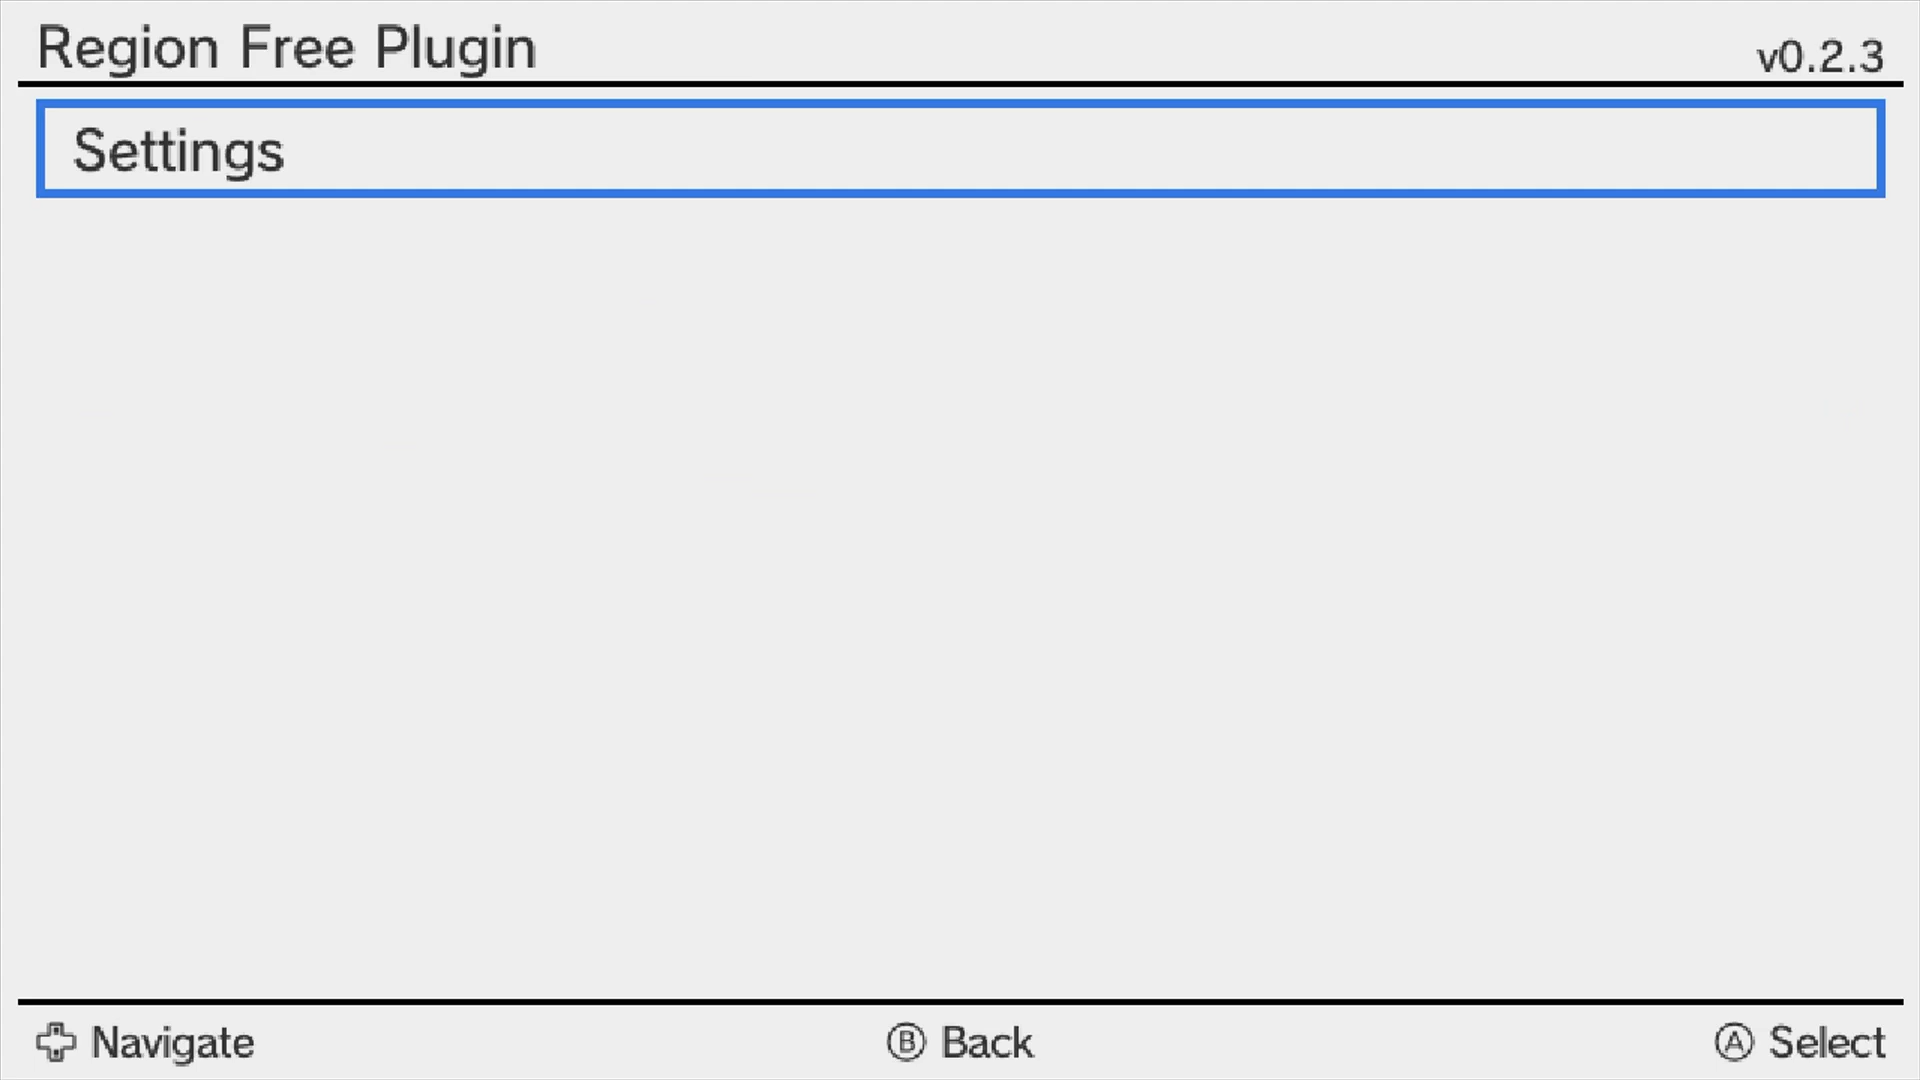 Region Free Plugin
v0.2.3
Settings
Navigate
Ⓑ Back
Ⓐ Select